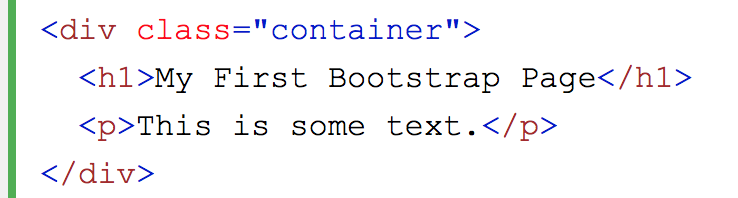 <div class="container">
  <h1>My First Bootstrap Page</h1>
  <p>This is some text.</p>
</div>